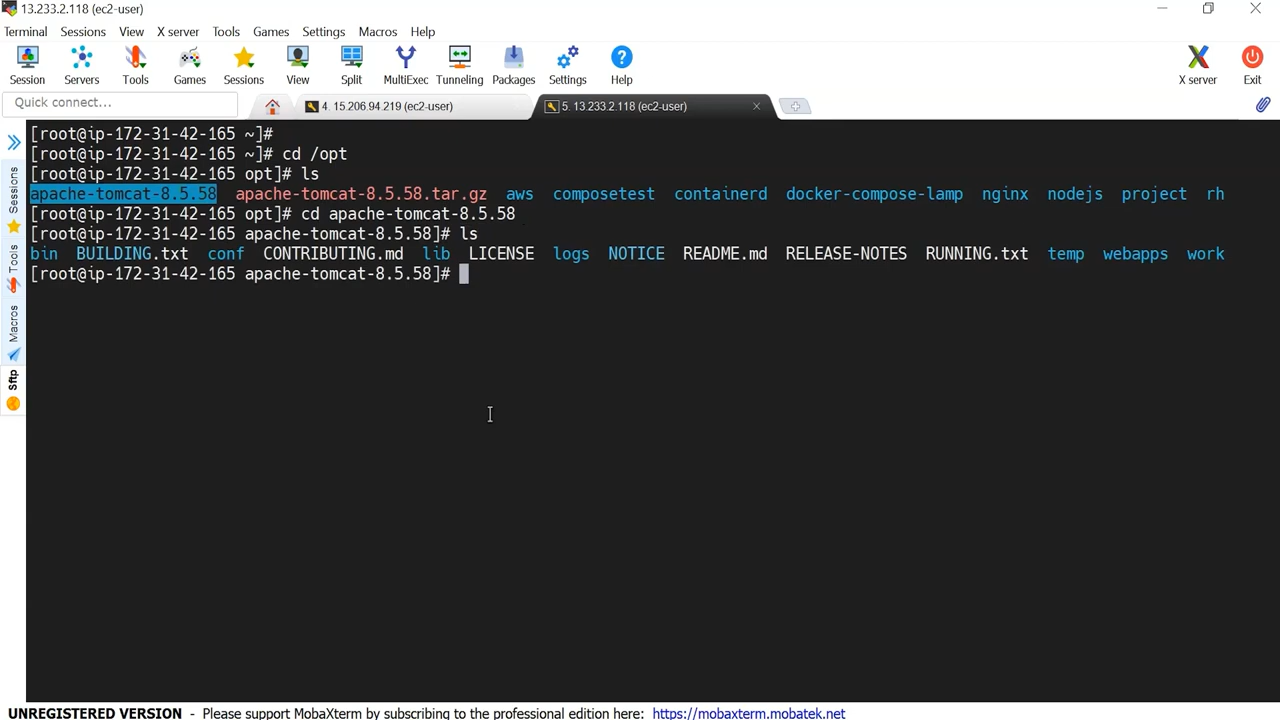 13.233.2.118 (ec2-user)
Terminal Sessions View X server Tools Games Settings Macros Help
Session Servers Tools Games Sessions View Split MultiExec Tunneling Packages Settings Help X server Exit
Quick connect... 4. 15.206.94.219 (ec2-user) 5. 13.233.2.118 (ec2-user)
[root@ip-172-31-42-165 ~]#
[root@ip-172-31-42-165 ~]# cd /opt
[root@ip-172-31-42-165 opt]# ls
apache-tomcat-8.5.58 apache-tomcat-8.5.58.tar.gz aws composetest containerd docker-compose-lamp nginx nodejs project rh
[root@ip-172-31-42-165 opt]# cd apache-tomcat-8.5.58
[root@ip-172-31-42-165 apache-tomcat-8.5.58]# ls
bin BUILDING.txt conf CONTRIBUTING.md lib LICENSE logs NOTICE README.md RELEASE-NOTES RUNNING.txt temp webapps work
[root@ip-172-31-42-165 apache-tomcat-8.5.58]#
Sessions
Tools
Macros
Sftp
UNREGISTERED VERSION - Please support MobaXterm by subscribing to the professional edition here: https://mobaxterm.mobatek.net